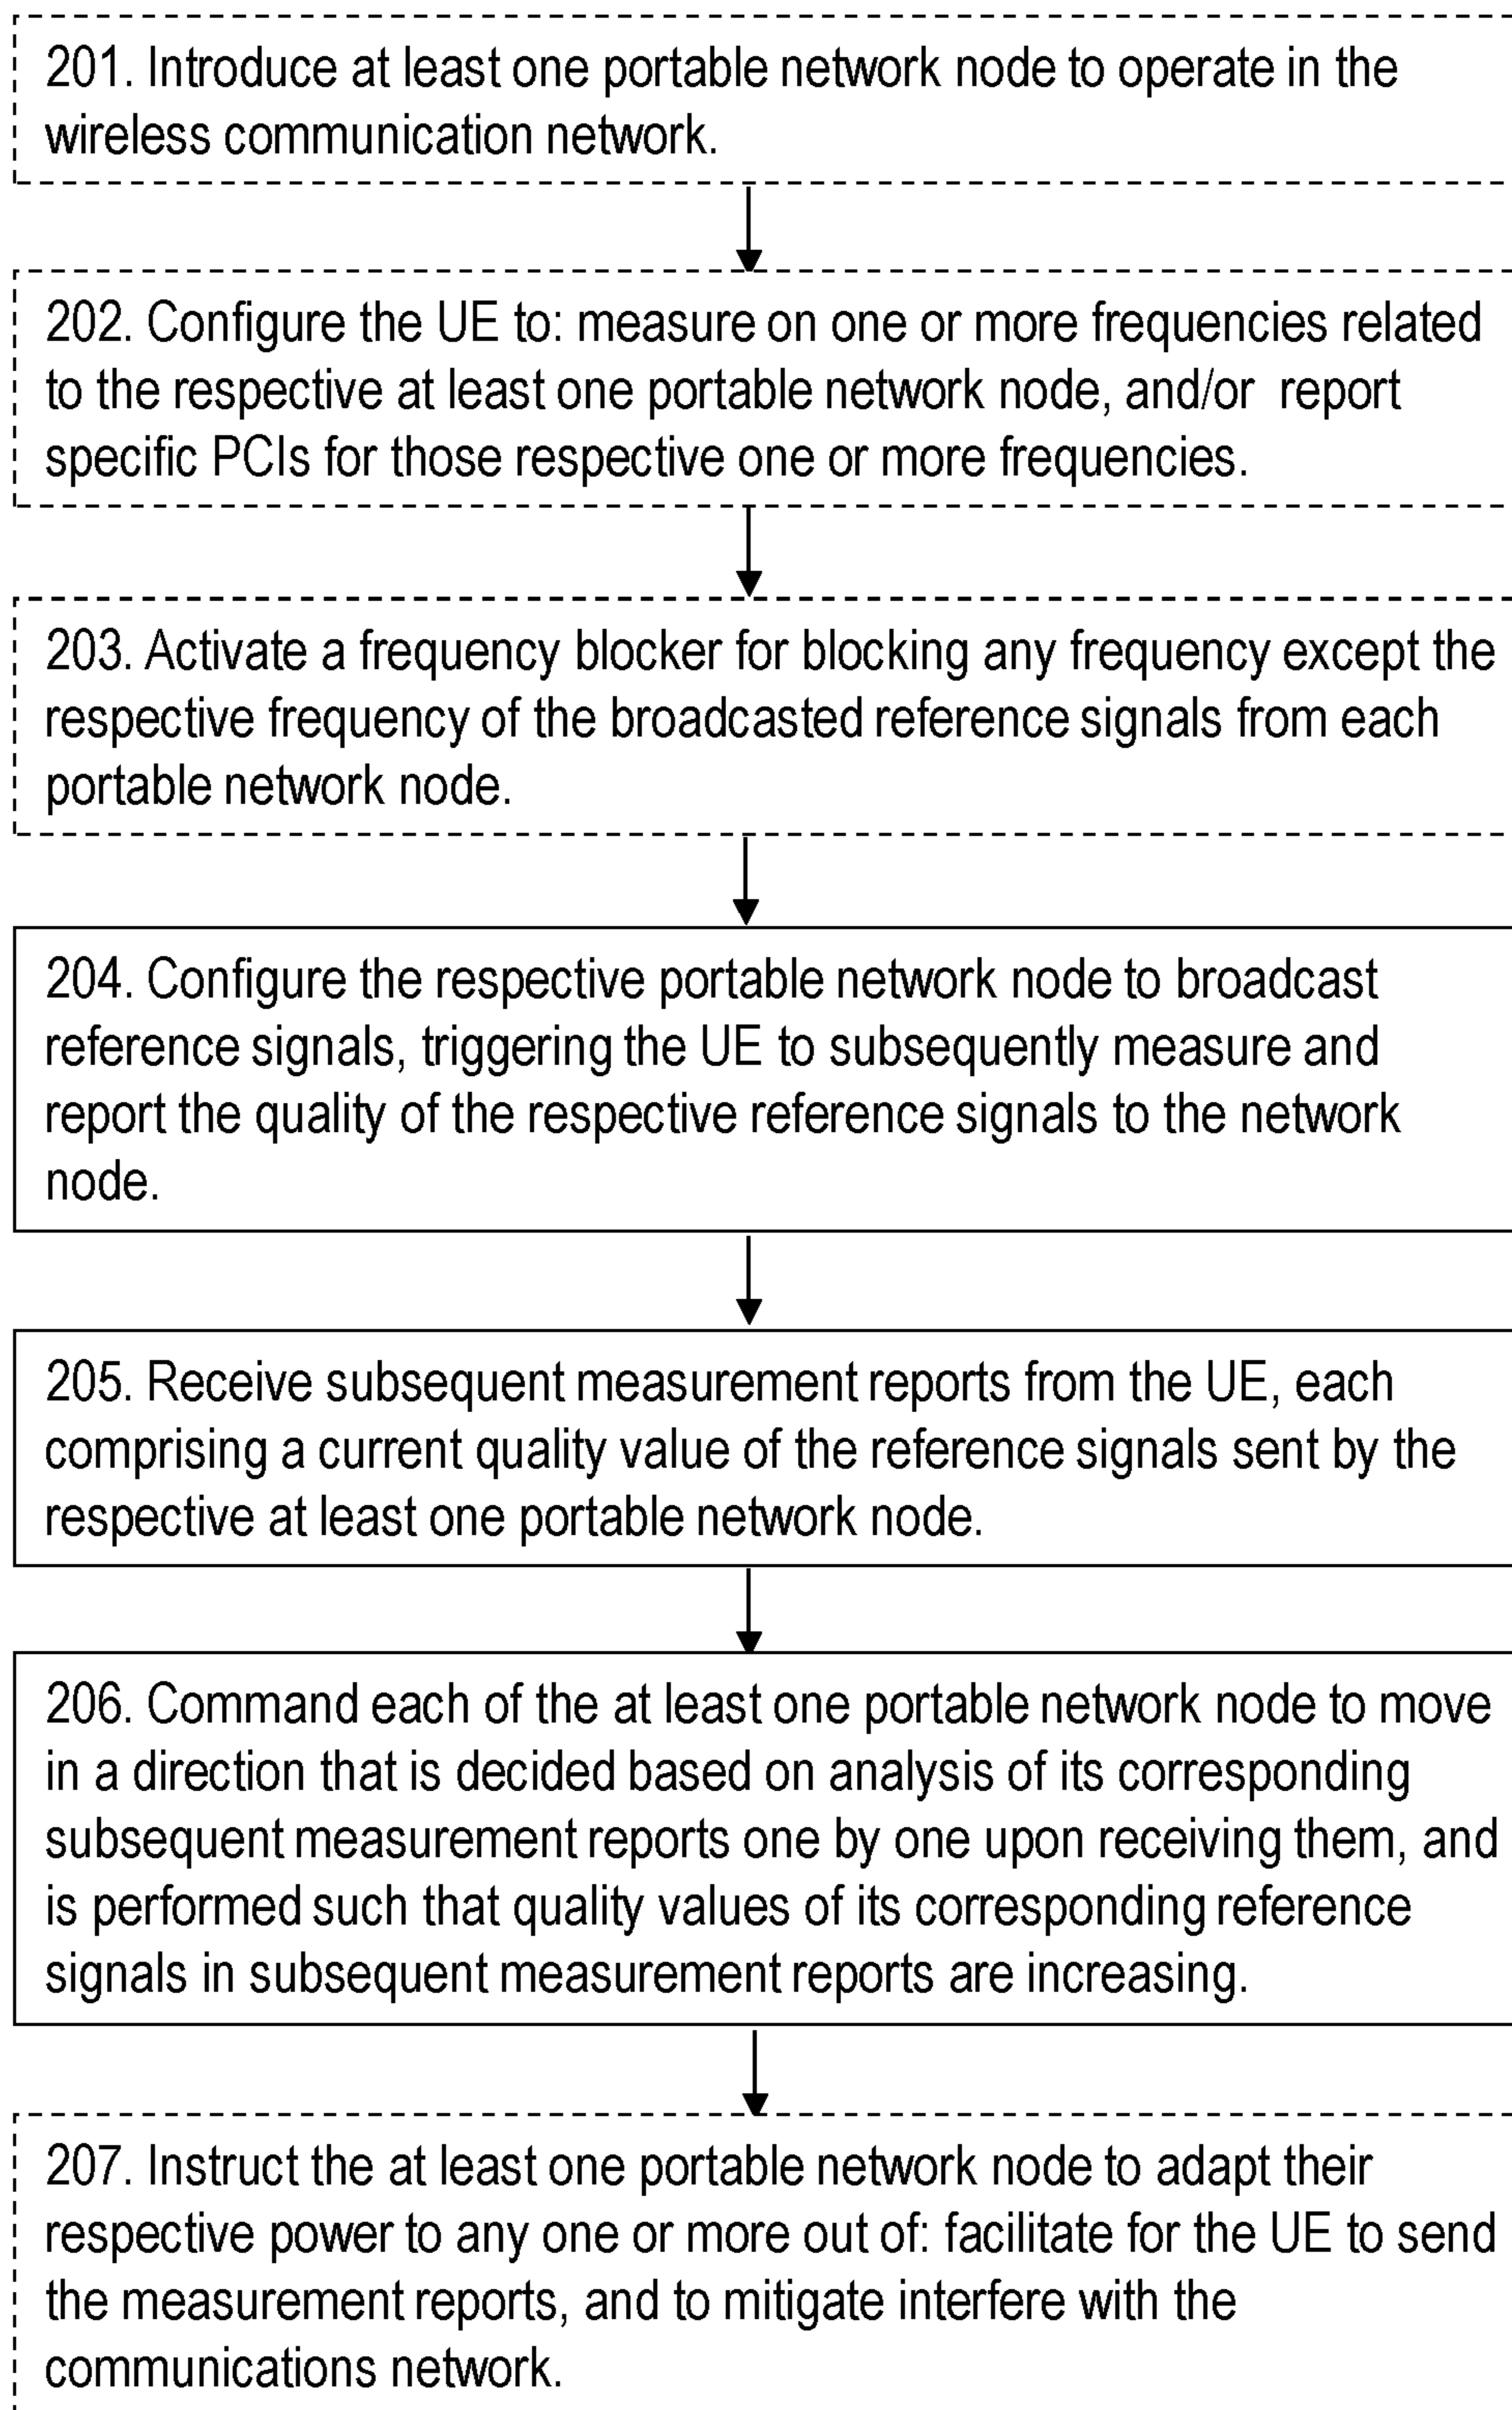 201. Introduce at least one portable network node to operate in the
wireless communication network.
202. Configure the UE to: measure on one or more frequencies related
to the respective at least one portable network node, and/or report
specific PCIs for those respective one or more frequencies.
203. Activate a frequency blocker for blocking any frequency except the
respective frequency of the broadcasted reference signals from each
portable network node.
204. Configure the respective portable network node to broadcast
reference signals, triggering the UE to subsequently measure and
report the quality of the respective reference signals to the network
node.
205. Receive subsequent measurement reports from the UE, each
comprising a current quality value of the reference signals sent by the
respective at least one portable network node.
206. Command each of the at least one portable network node to move
in a direction that is decided based on analysis of its corresponding
subsequent measurement reports one by one upon receiving them, and
is performed such that quality values of its corresponding reference
signals in subsequent measurement reports are increasing.
207. Instruct the at least one portable network node to adapt their
respective power to any one or more out of: facilitate for the UE to send
the measurement reports, and to mitigate interfere with the
communications network.